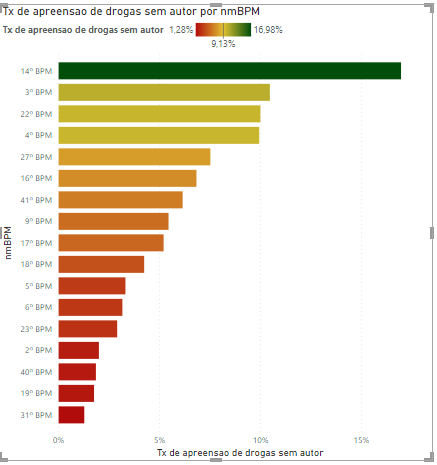 Tx de apreensao de drogas sem autor por nmBPM
Tx de apreensao de drogas sem autor 1,28% 16,98%
9,13%
14º BPM
3º BPM
22º BPM
4º BPM
27º BPM
16º BPM
41º BPM
9º BPM
17º BPM
18º BPM
5º BPM
6º BPM
23º BPM
2º BPM
40º BPM
19º BPM
31º BPM
nmBPM
0% 5% 10% 15%
Tx de apreensao de drogas sem autor